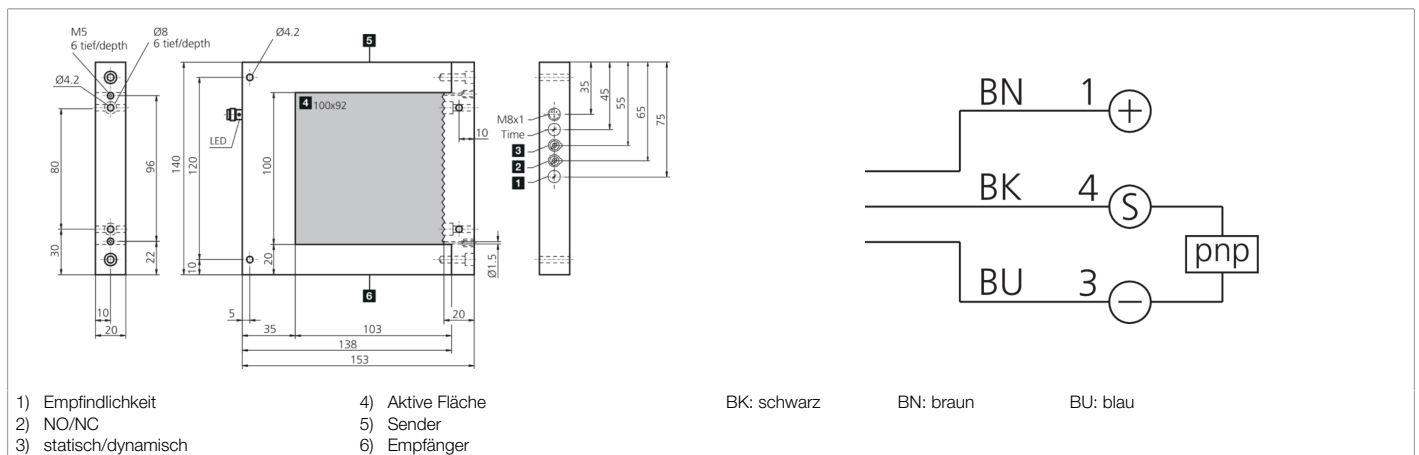 M5
6 tief/depth
Ø8
6 tief/depth
Ø4.2
80
30
96
22
10
20
Ø4.2
5
4 100x92
LED
140
120
100
10
20
10
Ø1.5
6
5
35
103
20
138
153
35
45
55
65
75
M8x1
Time
3
2
1
BN 1 +
BK 4 S
pnp
BU 3 −
1) Empfindlichkeit
2) NO/NC
3) statisch/dynamisch
4) Aktive Fläche
5) Sender
6) Empfänger
BK: schwarz
BN: braun
BU: blau